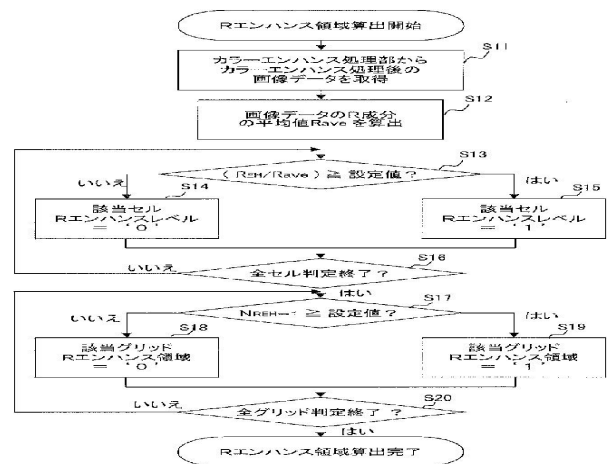 Rエンハンス領域算出開始
S11
カラーエンハンス処理部から
カラーエンハンス処理後の
画像データを取得
S12
画像データのR成分
の平均値Raveを算出
S13
(REH/Rave) ≧ 設定値?
いいえ
はい
S14
該当セル
Rエンハンスレベル
= '0'
S15
該当セル
Rエンハンスレベル
= '1'
S16
全セル判定終了?
いいえ
はい
S17
NREH=1 ≧ 設定値?
いいえ
はい
S18
該当グリッド
Rエンハンス領域
= '0'
S19
該当グリッド
Rエンハンス領域
= '1'
S20
全グリッド判定終了 ?
いいえ
はい
Rエンハンス領域算出完了